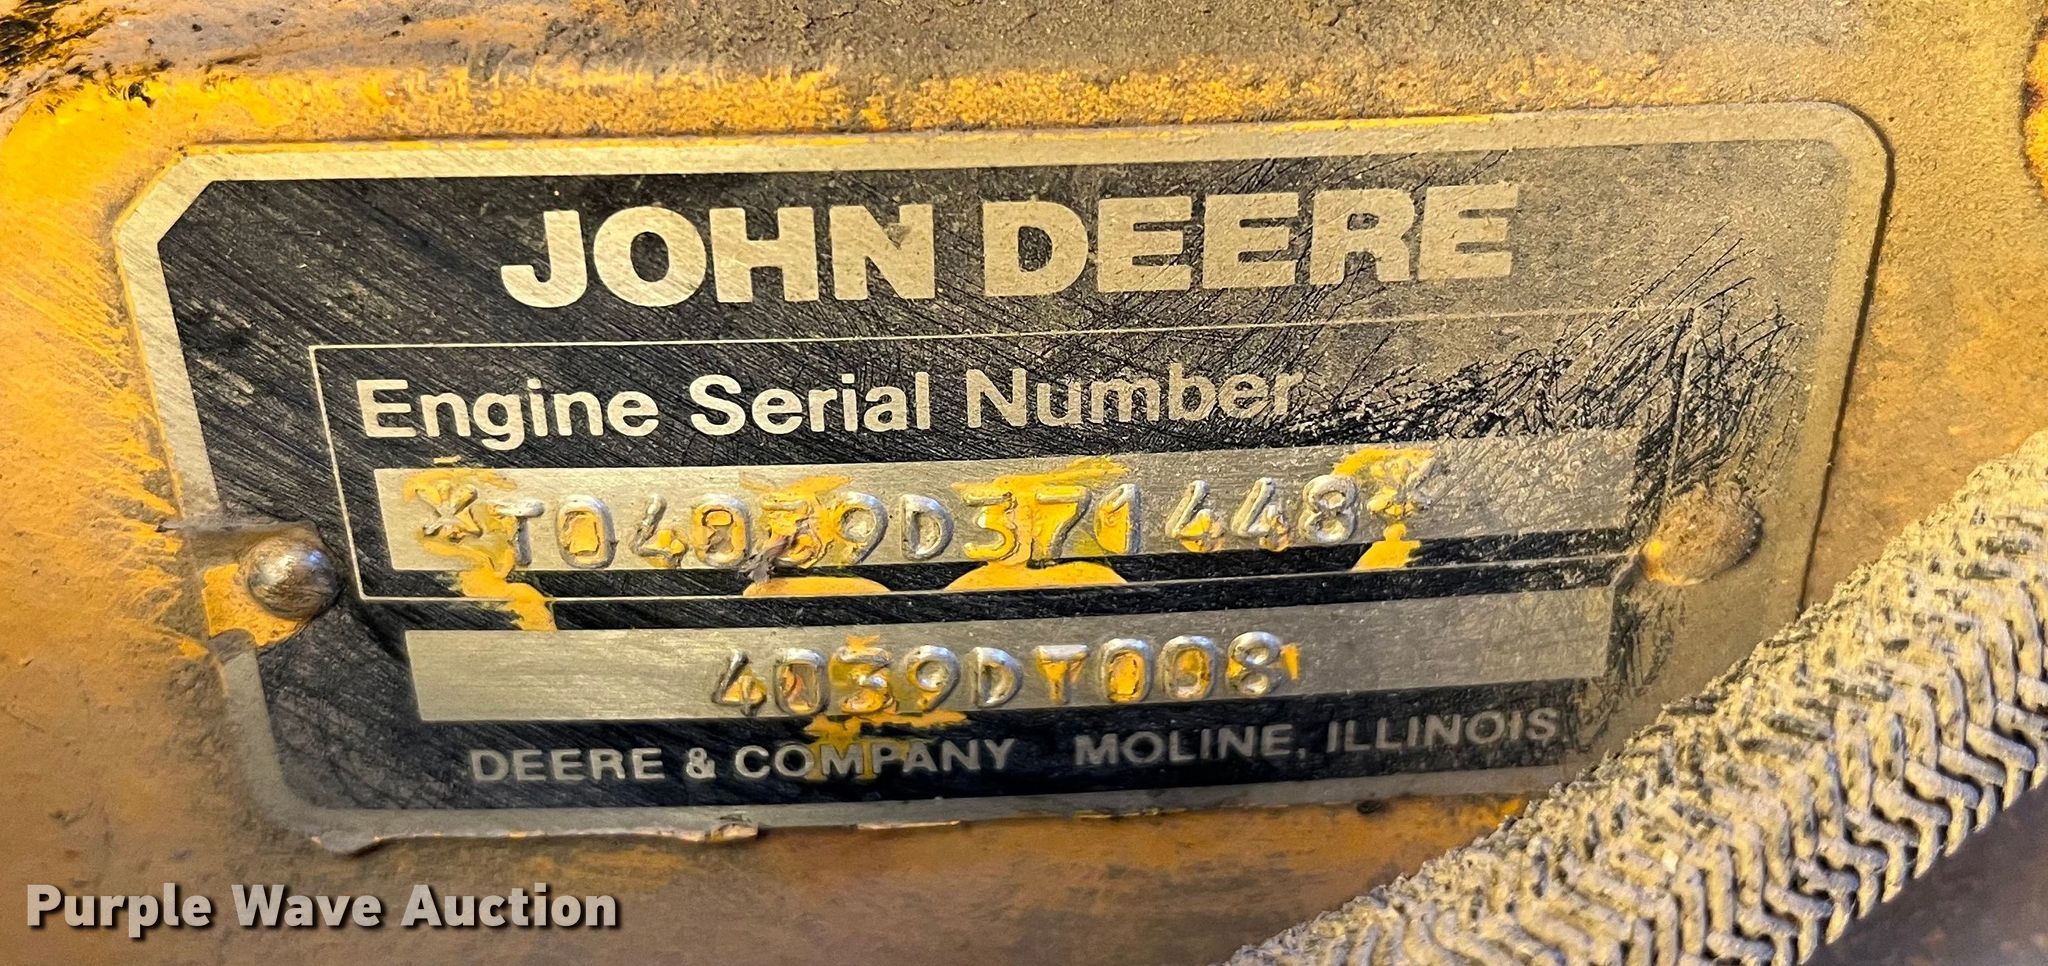 JOHN DEERE
Engine Serial Number
*T04039D371448*
4039DT008
DEERE & COMPANY MOLINE, ILLINOIS
Purple Wave Auction